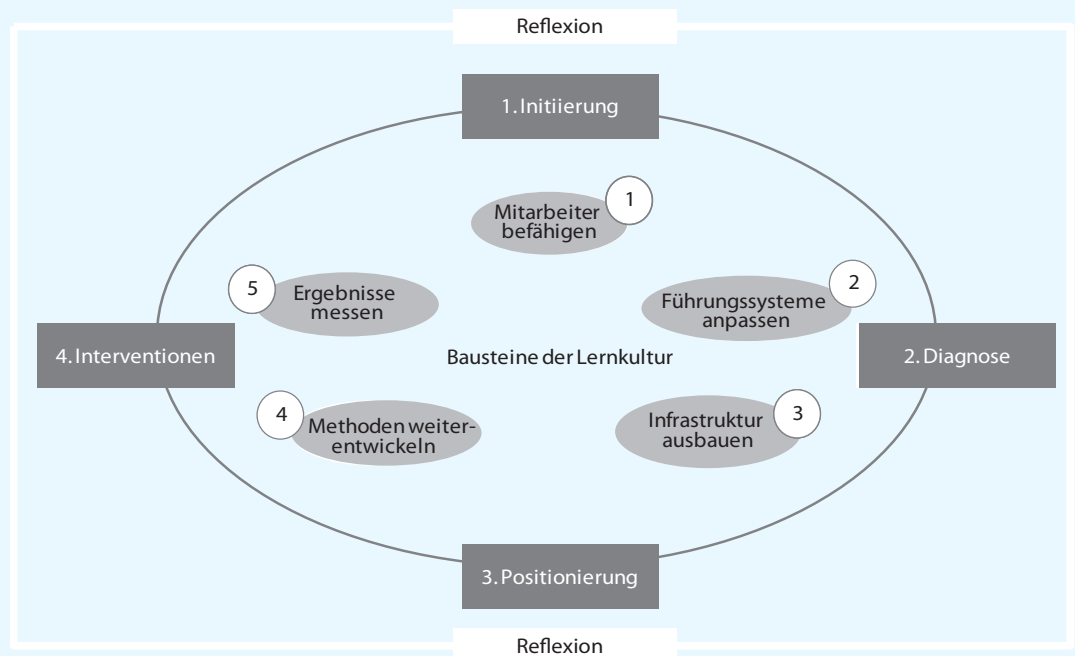 Reflexion
1. Initiierung
1
Mitarbeiter
befähigen
5
Ergebnisse
messen
2
Führungssysteme
anpassen
4. Interventionen
Bausteine der Lernkultur
2. Diagnose
4
Methoden weiter-
entwickeln
3
Infrastruktur
ausbauen
3. Positionierung
Reflexion